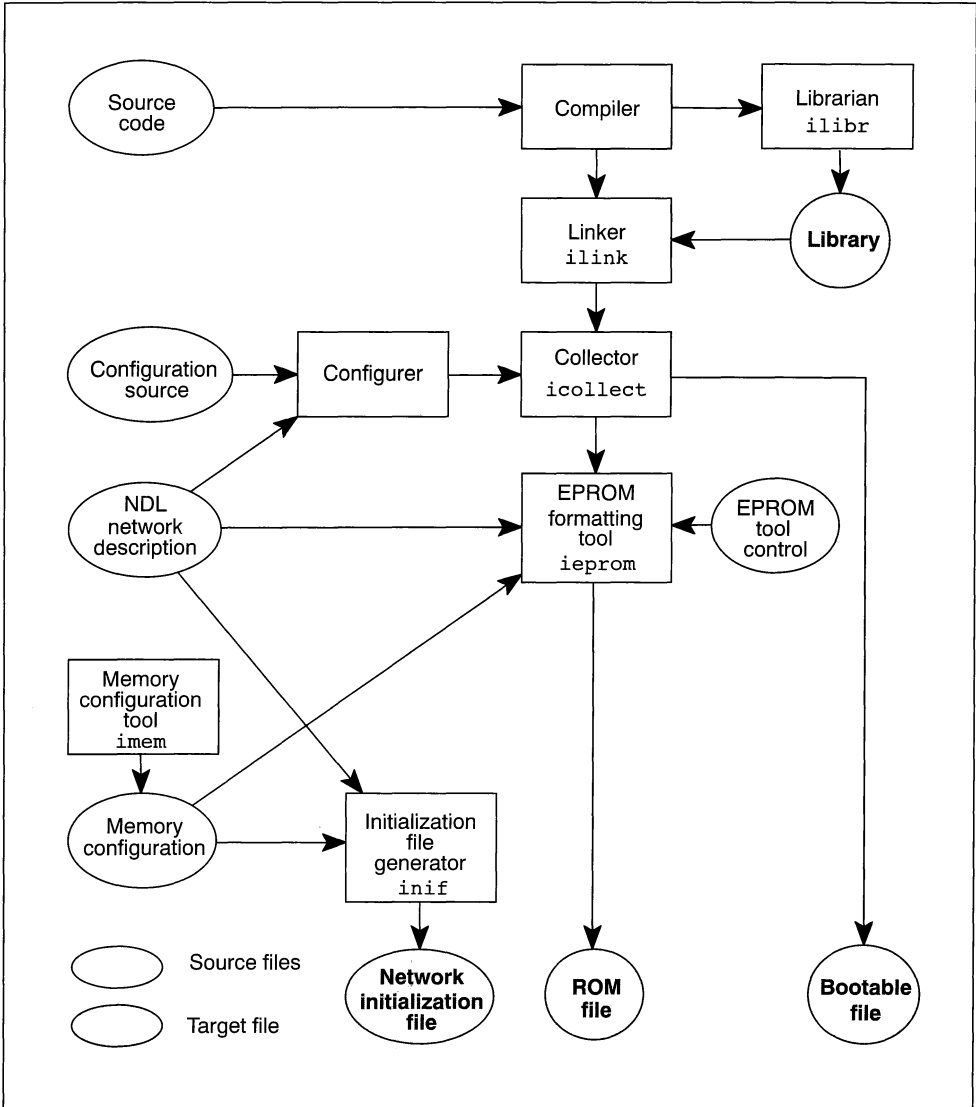 Source
code
Compiler
Librarian
ilibr
Linker
ilink
Library
Configuration
source
Configurer
Collector
icollect
NDL
network
description
EPROM
formatting
tool
ieprom
EPROM
tool
control
Memory
configuration
tool
imem
Memory
configuration
Initialization
file
generator
inif
Source files
Target file
Network
initialization
file
ROM
file
Bootable
file